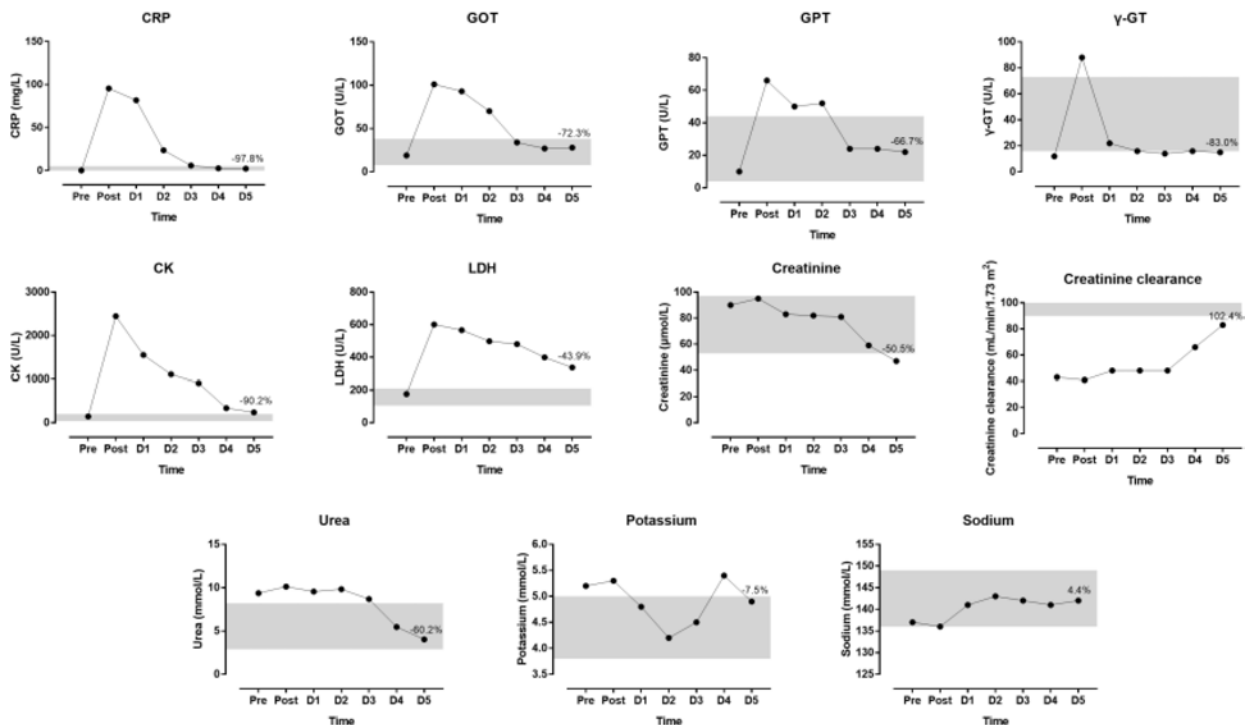 CRP
CRP (mg/L)
150
100
50
0
-97.8%
Pre Post D1 D2 D3 D4 D5
Time
GOT
GOT (U/L)
150
100
50
0
-72.3%
Pre Post D1 D2 D3 D4 D5
Time
GPT
GPT (U/L)
80
60
40
20
0
-66.7%
Pre Post D1 D2 D3 D4 D5
Time
γ-GT
γ-GT (U/L)
100
80
60
40
20
0
-83.0%
Pre Post D1 D2 D3 D4 D5
Time
CK
CK (U/L)
3000
2000
1000
0
-90.2%
Pre Post D1 D2 D3 D4 D5
Time
LDH
LDH (U/L)
800
600
400
200
0
-43.9%
Pre Post D1 D2 D3 D4 D5
Time
Creatinine
Creatinine (µmol/L)
100
80
60
40
20
0
-50.5%
Pre Post D1 D2 D3 D4 D5
Time
Creatinine clearance
Creatinine clearance (mL/min/1.73 m²)
100
80
60
40
20
0
102.4%
Pre Post D1 D2 D3 D4 D5
Time
Urea
Urea (mmol/L)
15
10
5
0
-60.2%
Pre Post D1 D2 D3 D4 D5
Time
Potassium
Potassium (mmol/L)
6.0
5.5
5.0
4.5
4.0
3.5
-7.5%
Pre Post D1 D2 D3 D4 D5
Time
Sodium
Sodium (mmol/L)
155
150
145
140
135
130
125
4.4%
Pre Post D1 D2 D3 D4 D5
Time